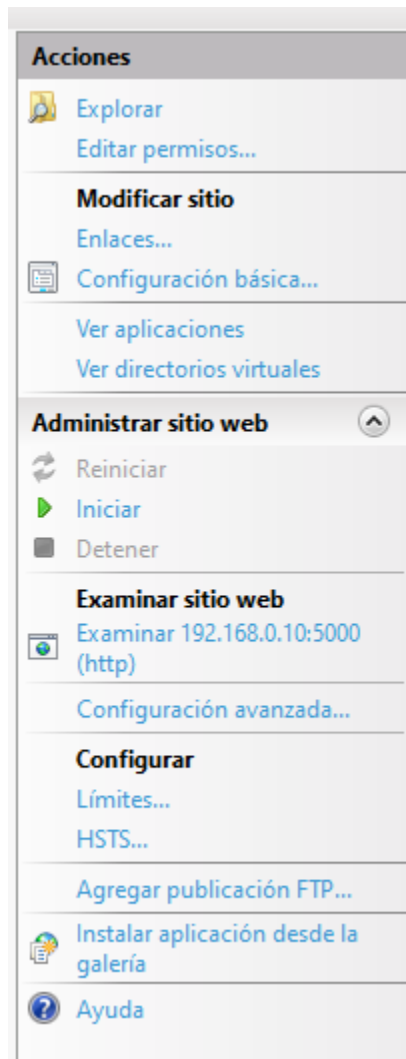 Acciones
Explorar
Editar permisos...
Modificar sitio
Enlaces...
Configuración básica...
Ver aplicaciones
Ver directorios virtuales
Administrar sitio web
Reiniciar
Iniciar
Detener
Examinar sitio web
Examinar 192.168.0.10:5000
(http)
Configuración avanzada...
Configurar
Límites...
HSTS...
Agregar publicación FTP...
Instalar aplicación desde la
galería
Ayuda